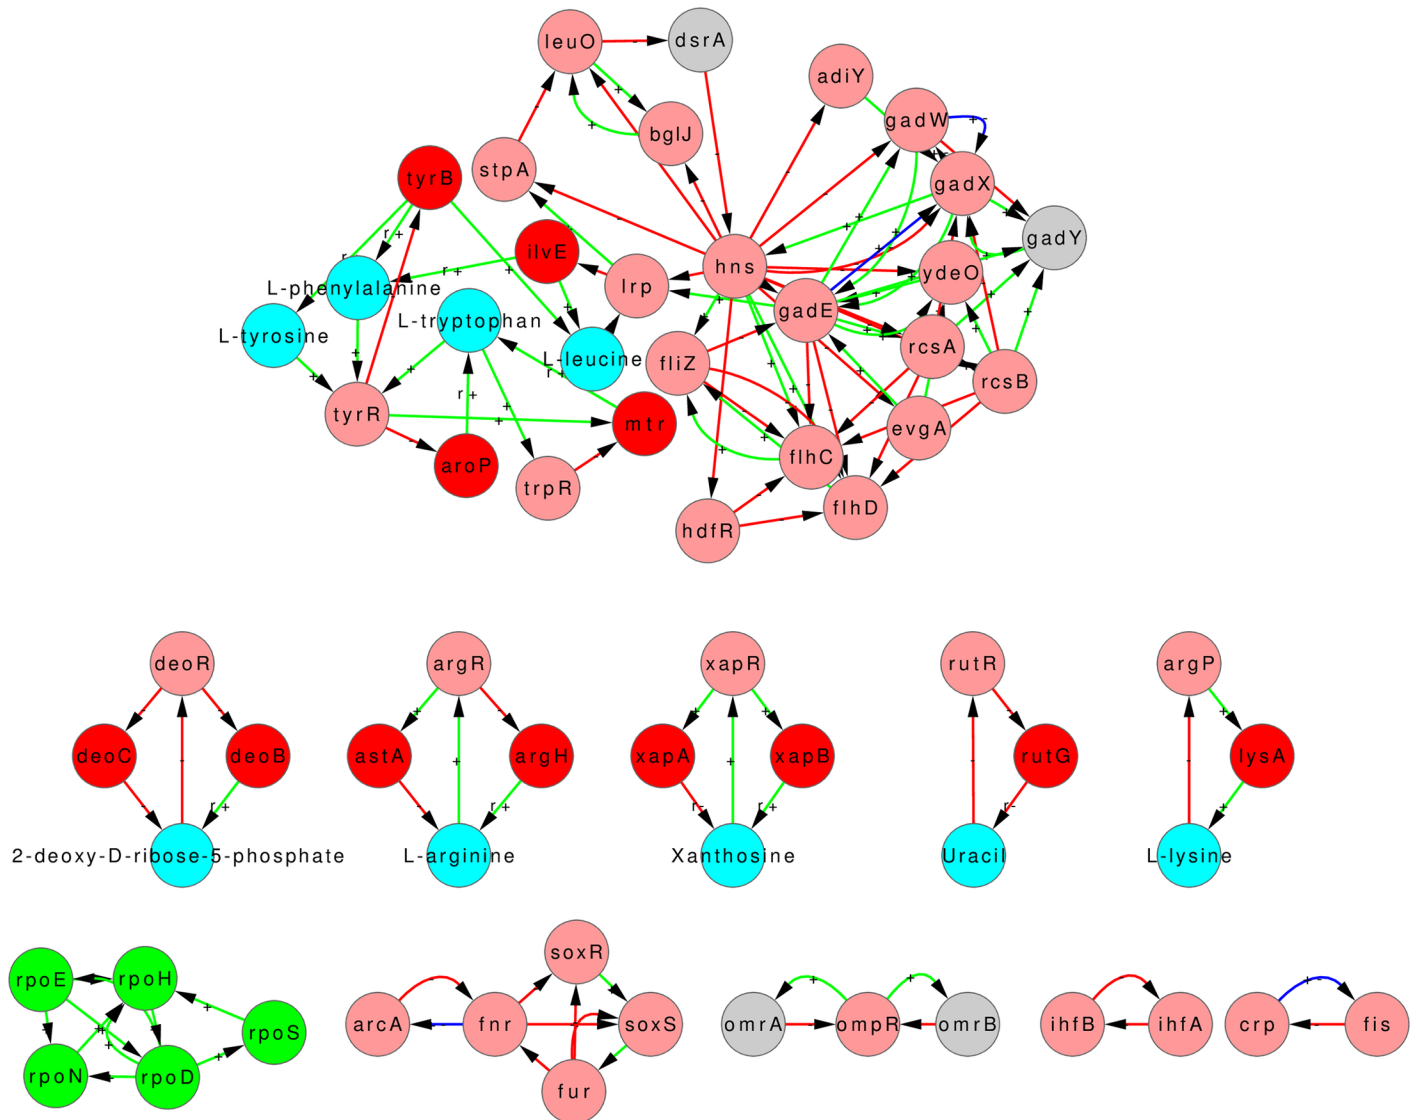 leuO
dsrA
adiY
bglJ
gadW
stpA
tyrB
gadX
gadY
ilvE
hns
ydeO
L-phenylalanine
lrp
gadE
L-tryptophan
L-tyrosine
L-leucine
fliZ
rcsA
rcsB
tyrR
mtr
evgA
aroP
flhC
trpR
flhD
hdfR
deoR
argR
xapR
rutR
argP
deoC
deoB
astA
argH
xapA
xapB
rutG
lysA
r+
r+
r-
r+
r-
2-deoxy-D-ribose-5-phosphate
L-arginine
Xanthosine
Uracil
L-lysine
soxR
rpoE
rpoH
rpoS
arcA
fnr
soxS
omrA
ompR
omrB
ihfB
ihfA
crp
fis
rpoN
rpoD
fur